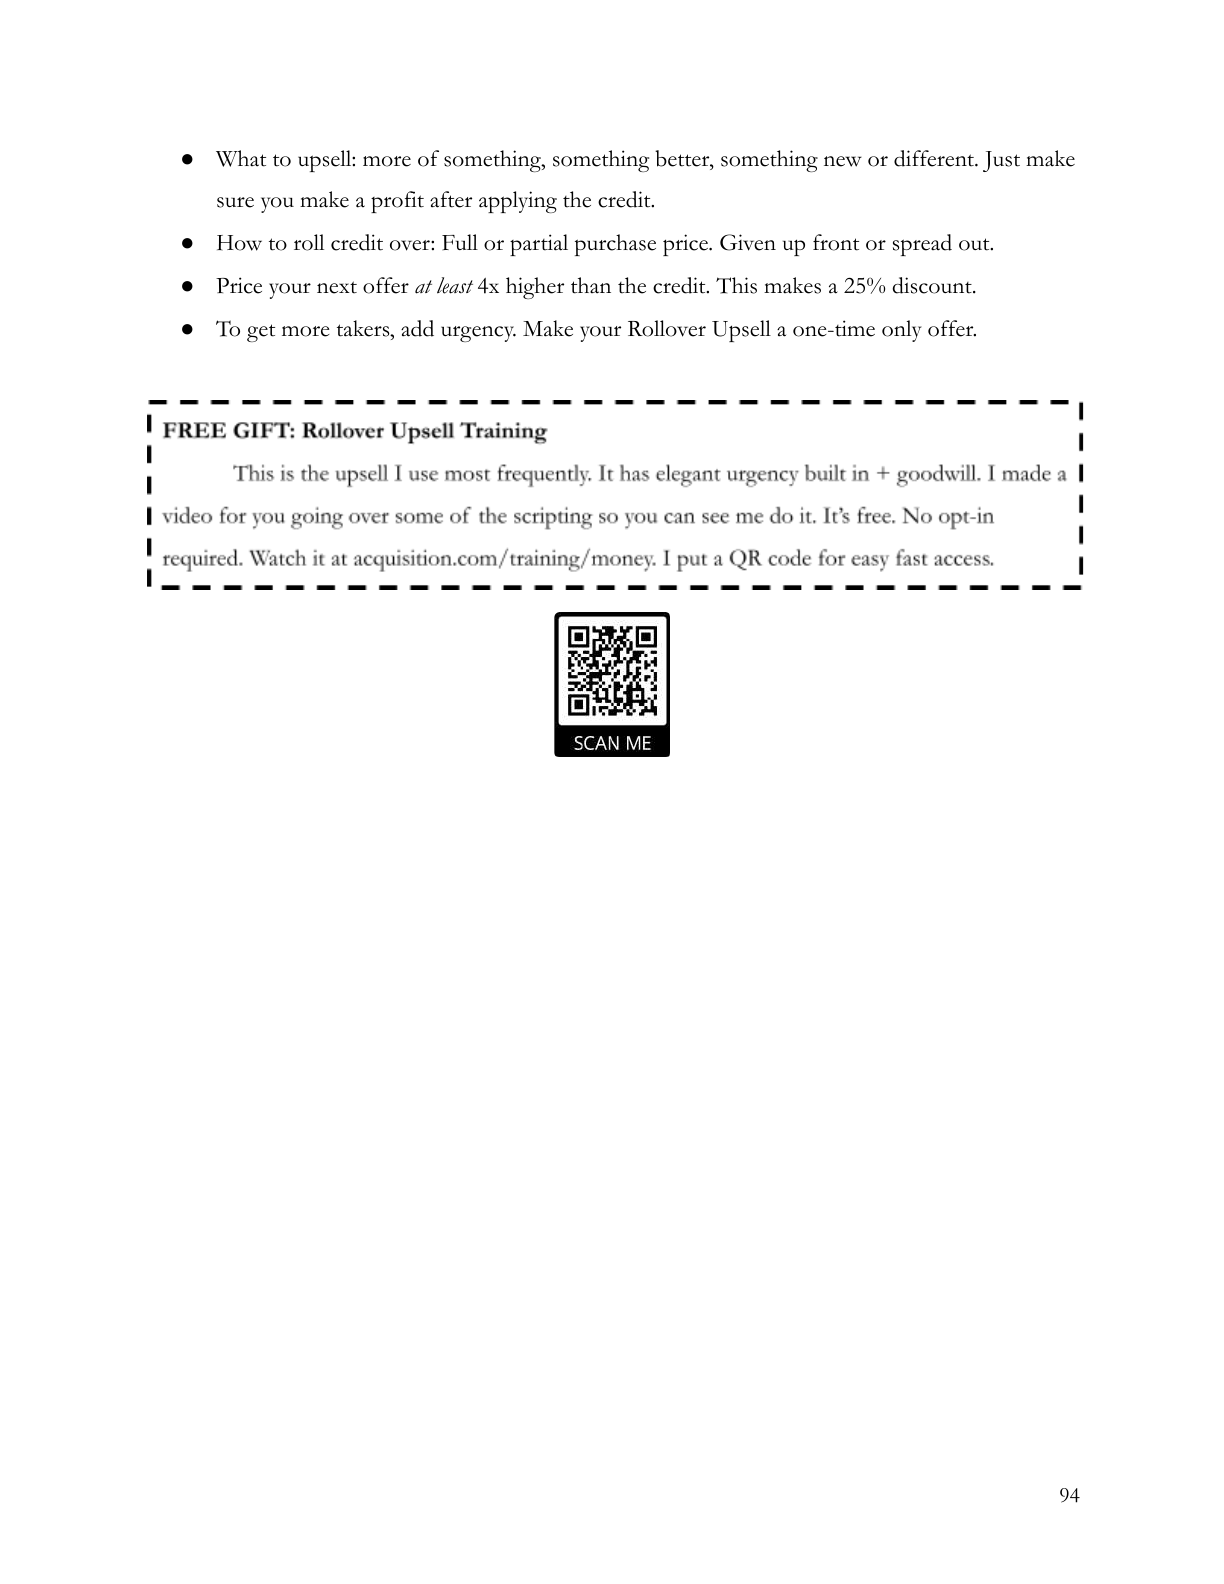 ● What to upsell: more of something, something better, something new or different. Just make
sure you make a profit after applying the credit.
● How to roll credit over: Full or partial purchase price. Given up front or spread out.
● Price your next offer at least 4x higher than the credit. This makes a 25% discount.
● To get more takers, add urgency. Make your Rollover Upsell a one-time only offer.
FREE GIFT: Rollover Upsell Training
This is the upsell I use most frequently. It has elegant urgency built in + goodwill. I made a
video for you going over some of the scripting so you can see me do it. It’s free. No opt-in
required. Watch it at acquisition.com/training/money. I put a QR code for easy fast access.
SCAN ME
94